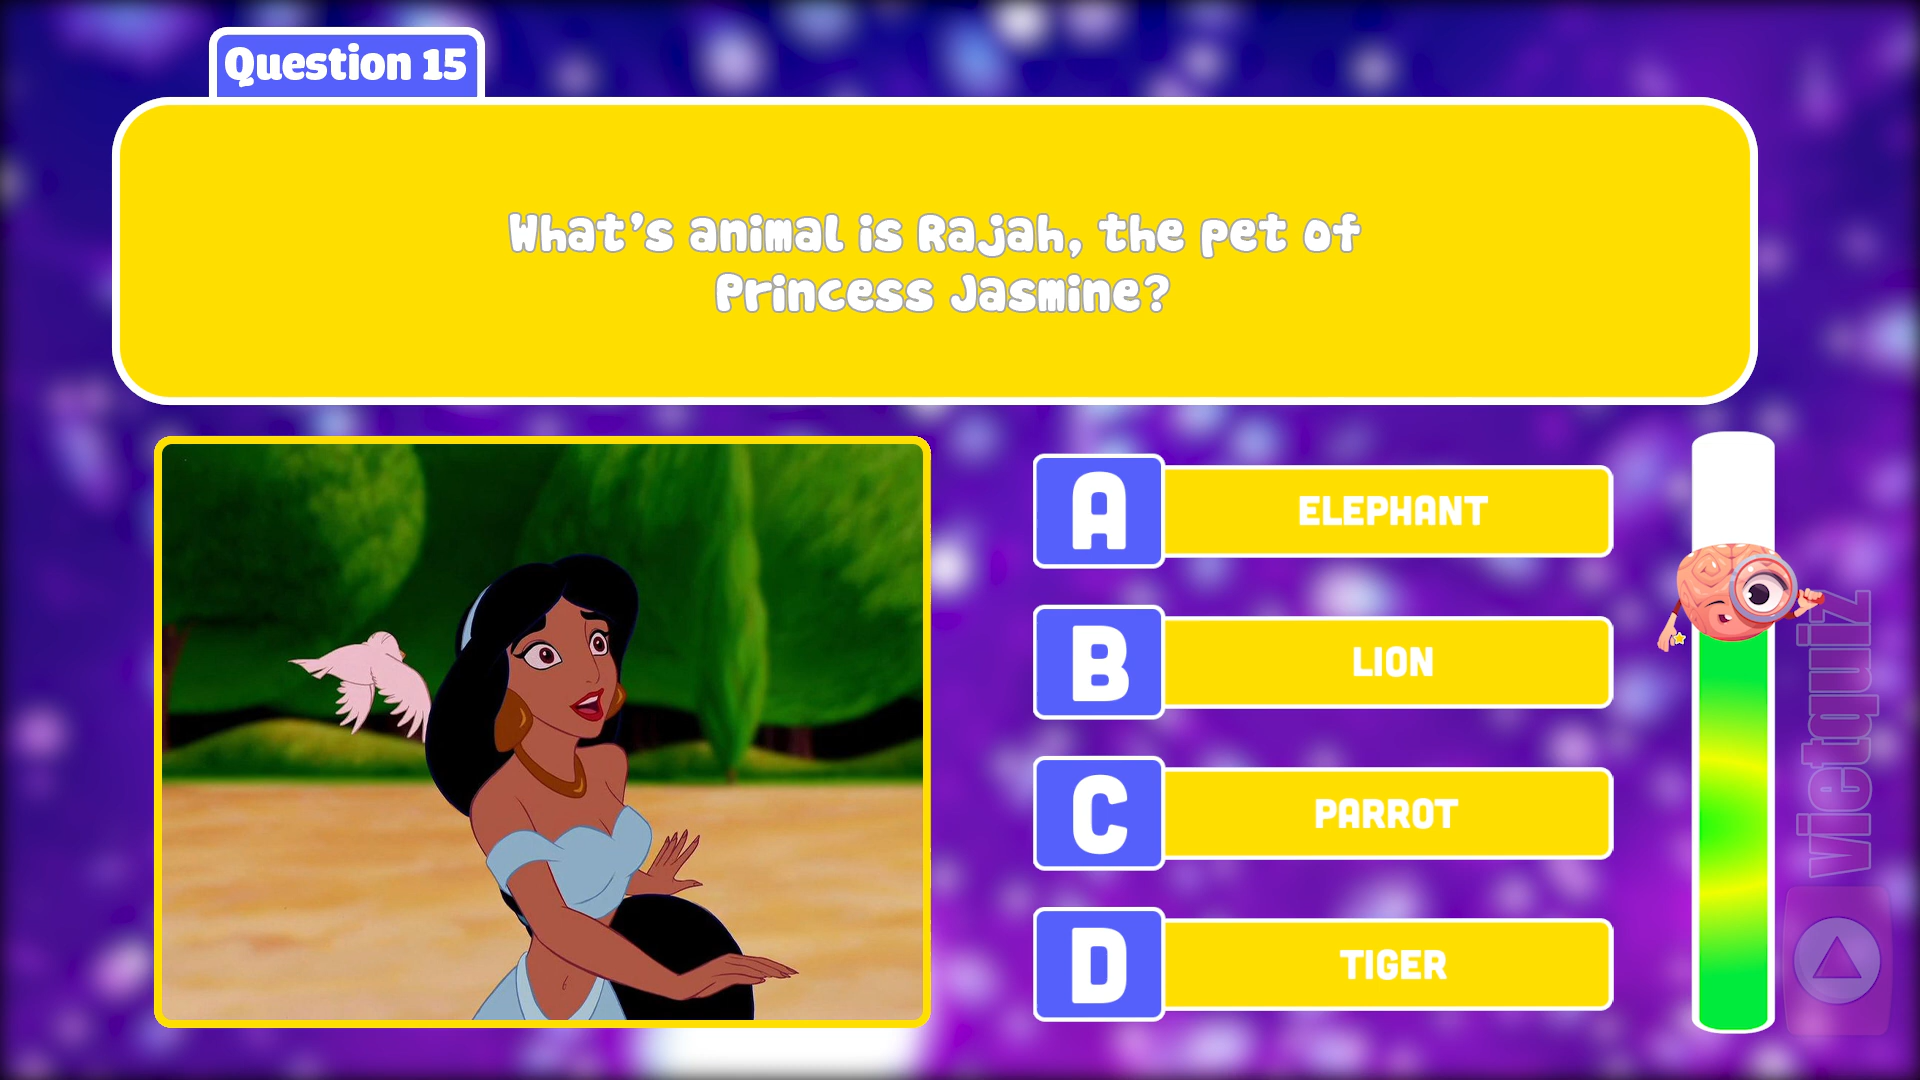 Question 15
What's animal is Rajah, the pet of
Princess Jasmine?
A ELEPHANT
B LION
C PARROT
D TIGER
vietquiz